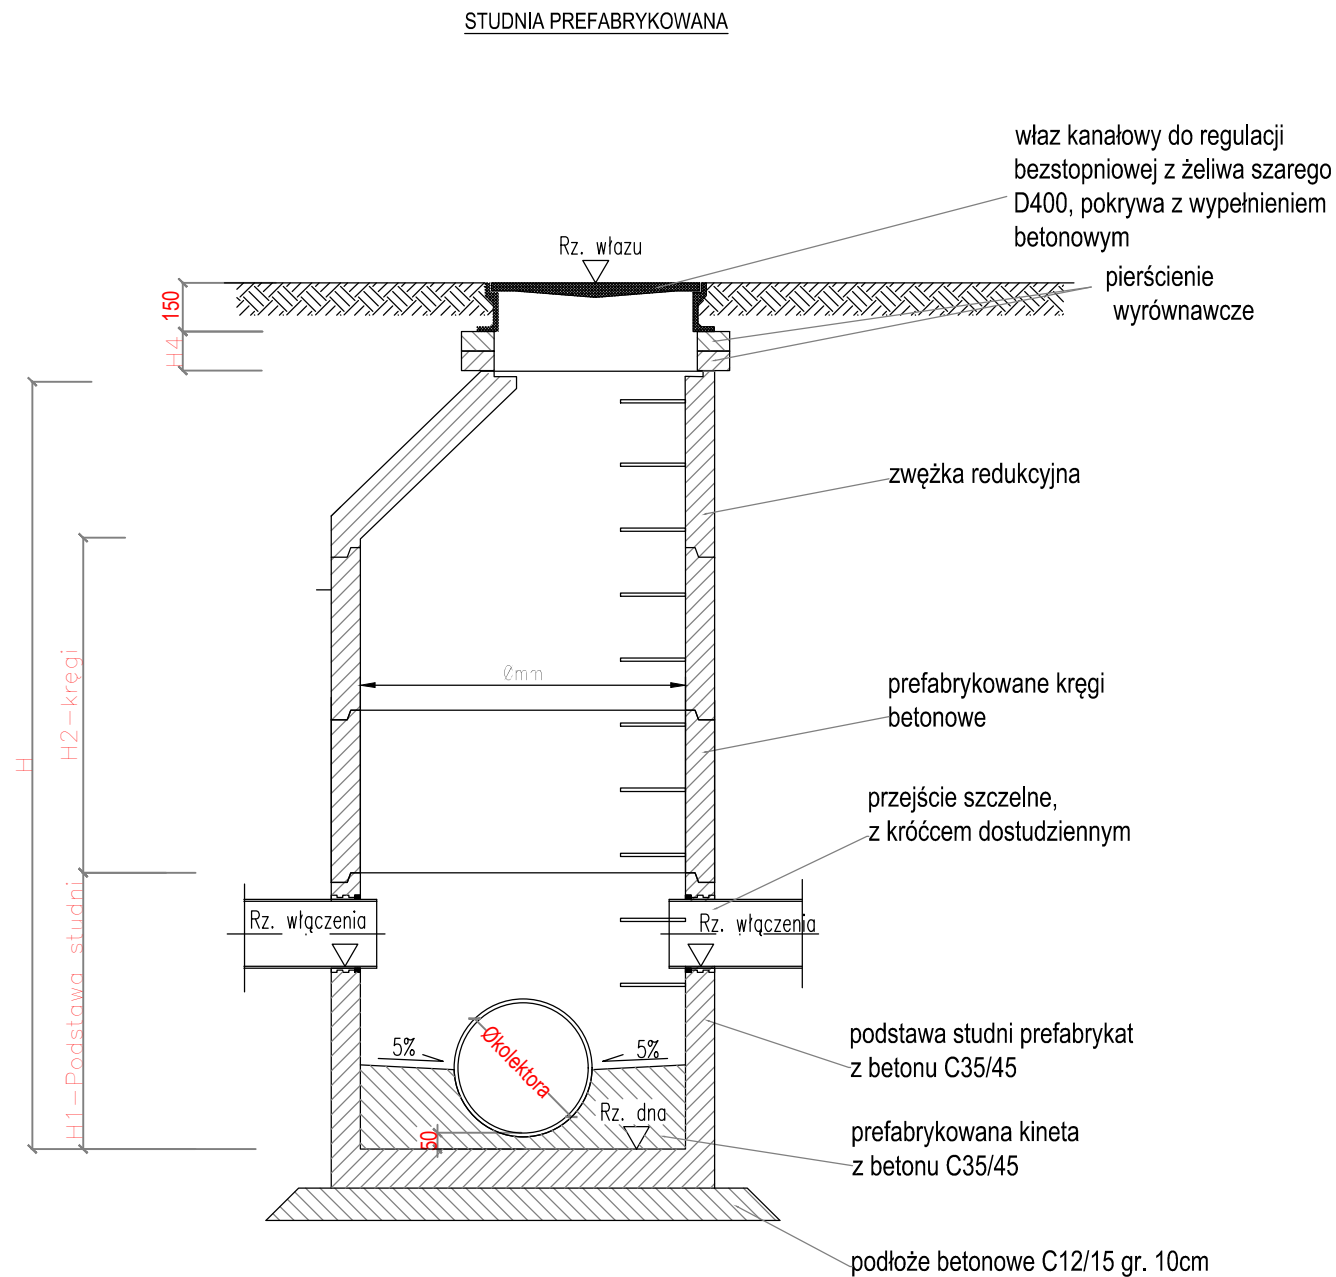 STUDNIA PREFABRYKOWANA
właz kanałowy do regulacji
bezstopniowej z żeliwa szarego
D400, pokrywa z wypełnieniem
betonowym
Rz. włazu
pierścienie
wyrównawcze
150
H4
zwężka redukcyjna
H2-kręgi
Ømm
prefabrykowane kręgi
betonowe
H
przejście szczelne,
z króćcem dostudziennym
Rz. włączenia
Rz. włączenia
H1-Podstawa studni
podstawa studni prefabrykat
z betonu C35/45
5%
5%
Økolektora
Rz. dna
50
prefabrykowana kineta
z betonu C35/45
podłoże betonowe C12/15 gr. 10cm